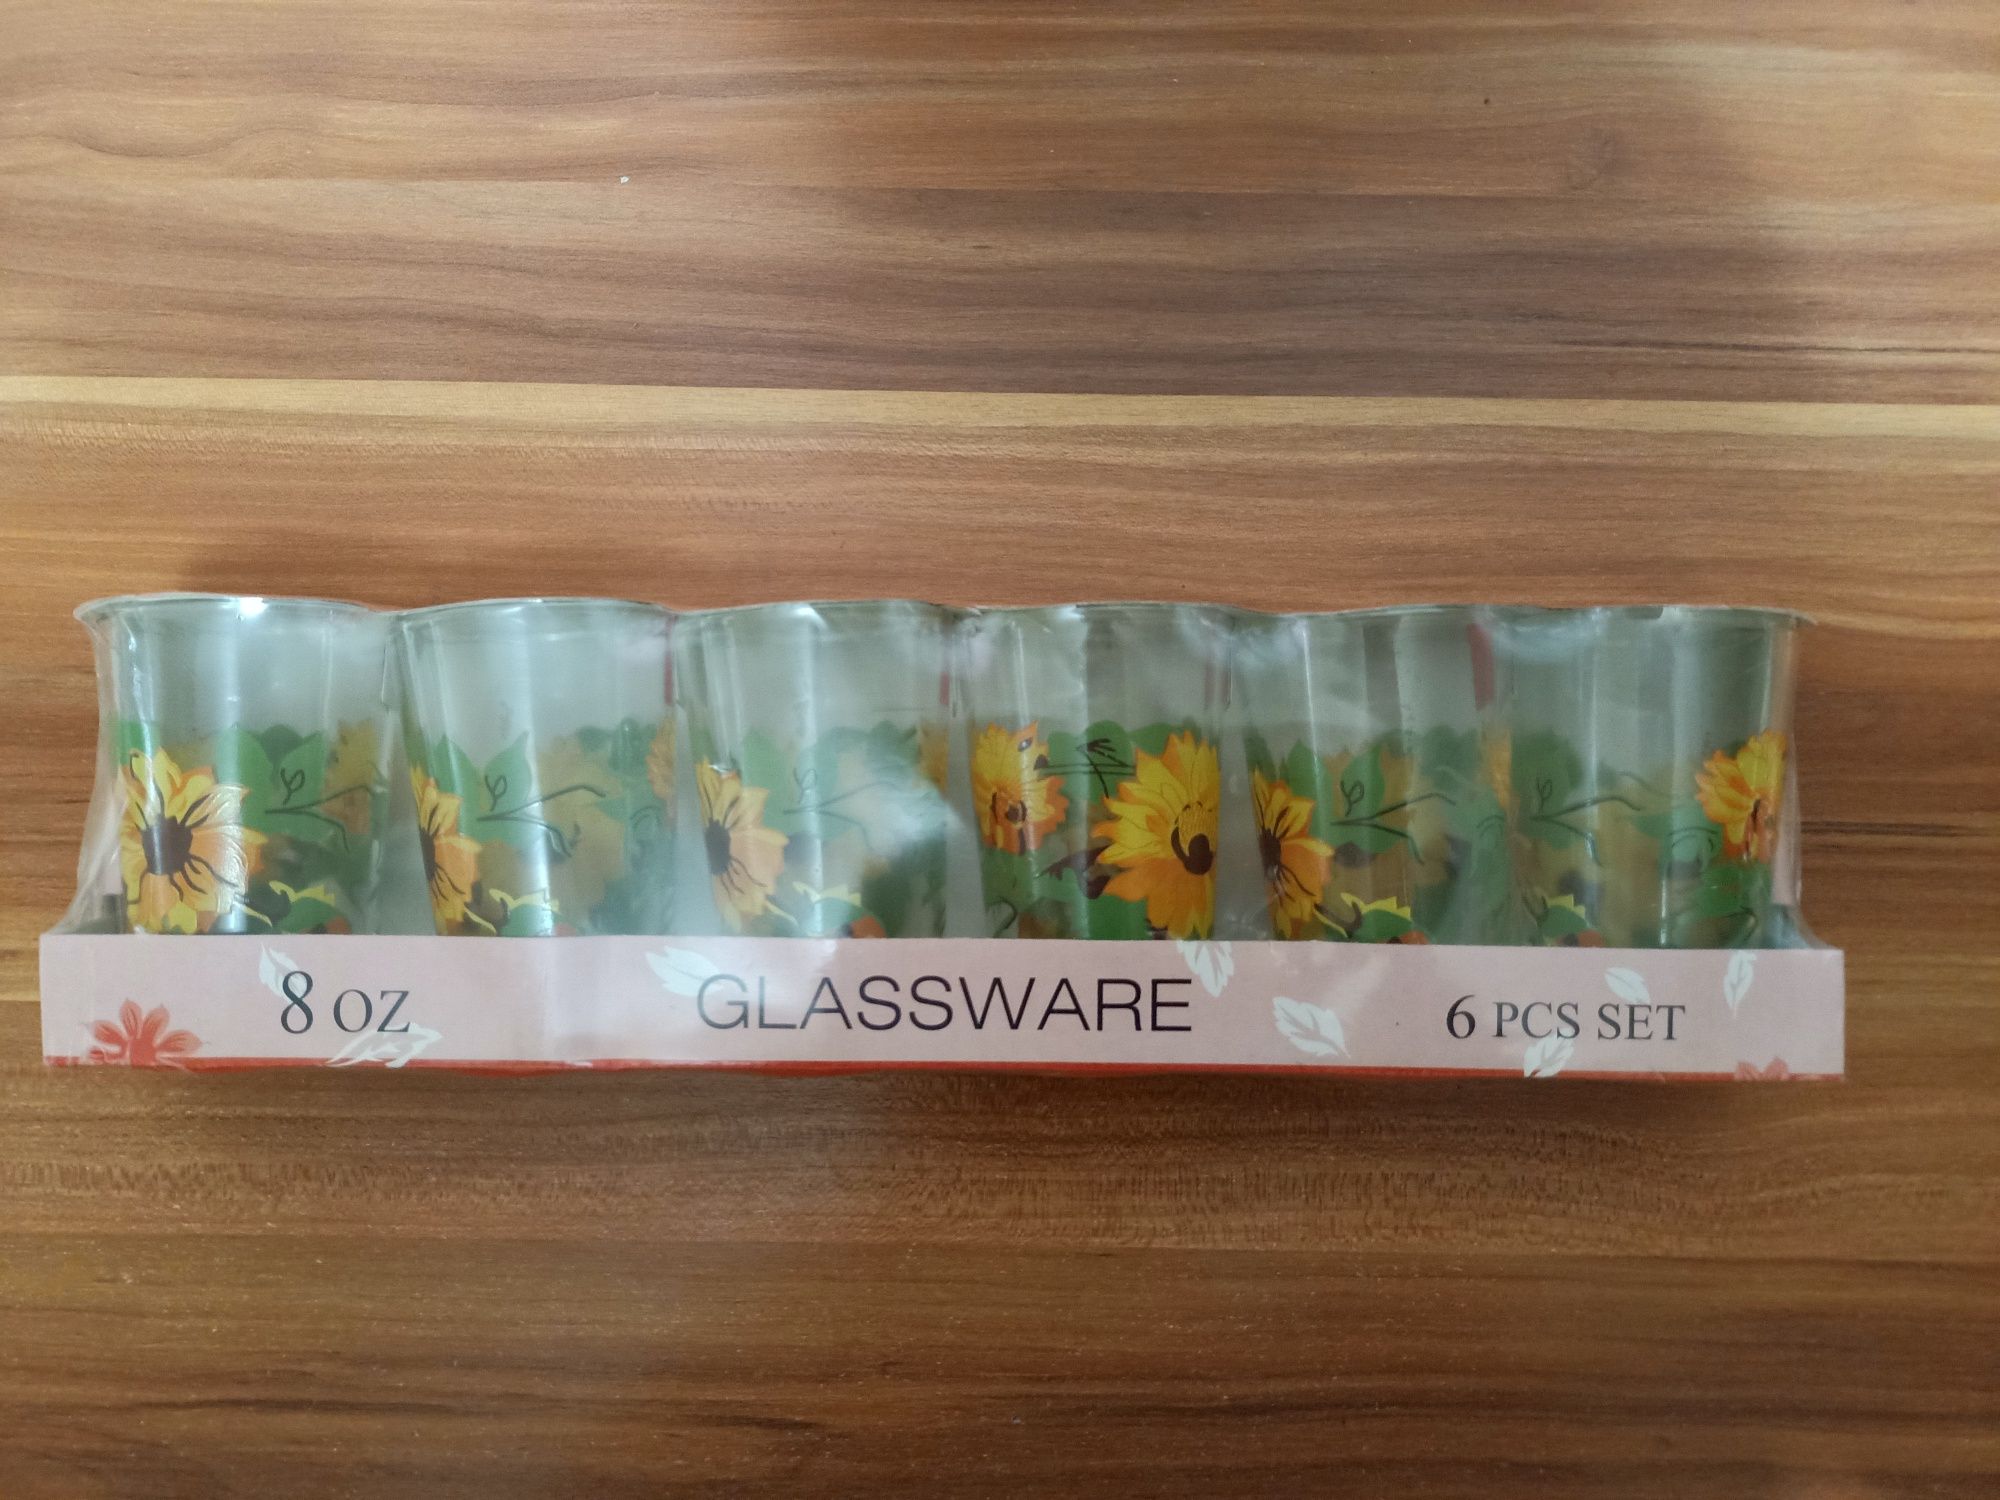 8 OZ
GLASSWARE
6 PCS SET